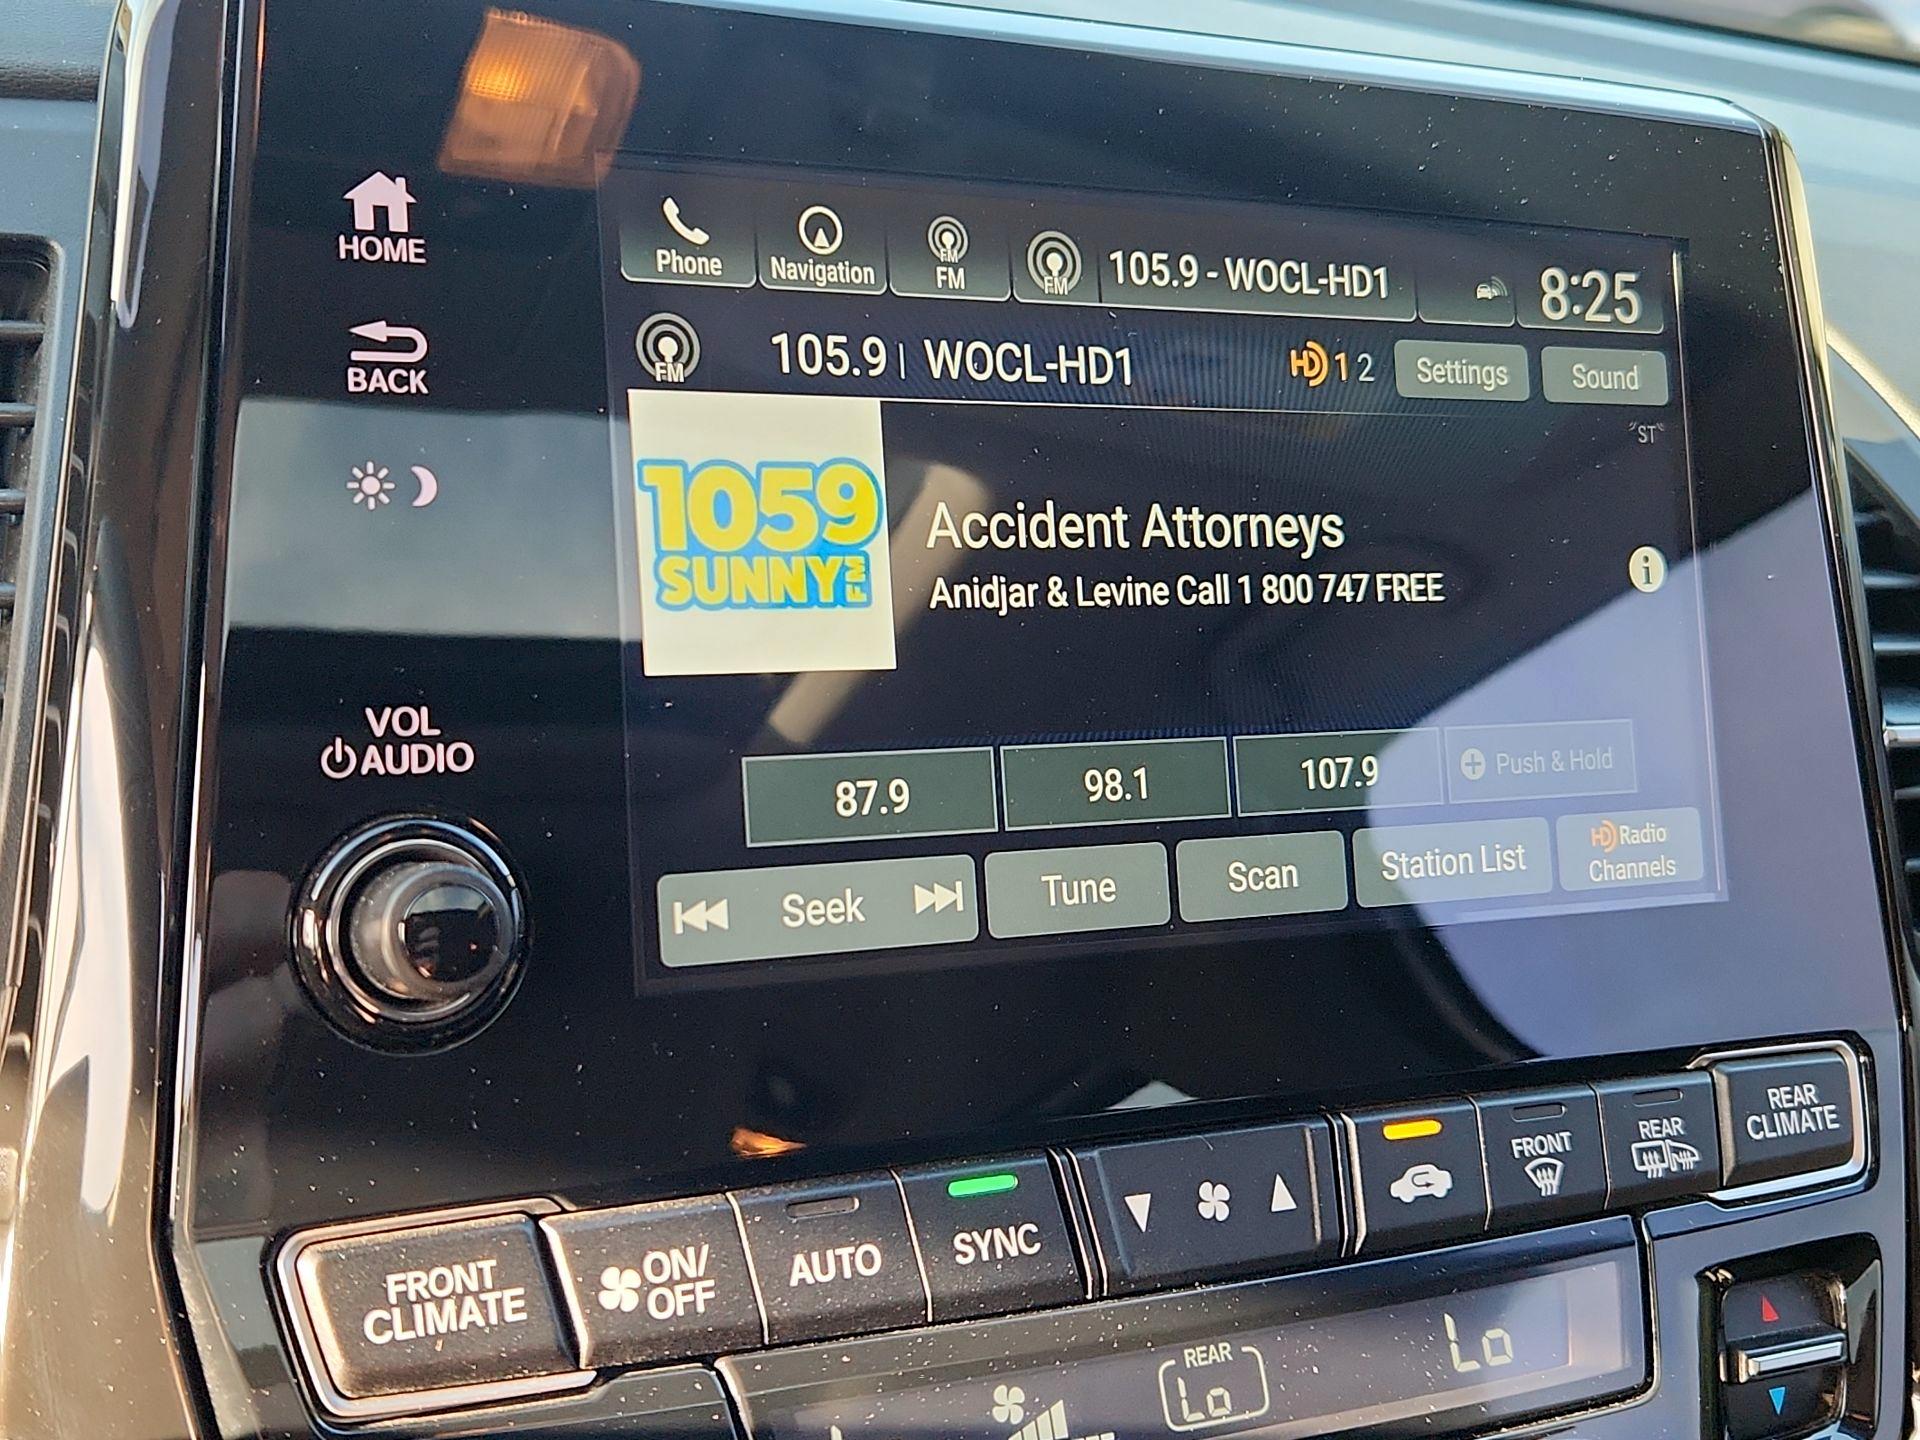 HOME
BACK
VOL
AUDIO
Phone
Navigation
FM
FM
FM
105.9 - WOCL-HD1
8:25
FM
105.9 | WOCL-HD1
HD 1 2
Settings
Sound
"ST"
1059
SUNNY FM
Accident Attorneys
Anidjar & Levine Call 1 800 747 FREE
i
87.9
98.1
107.9
Push & Hold
Seek
Tune
Scan
Station List
HD Radio
Channels
FRONT
CLIMATE
ON/
OFF
AUTO
SYNC
FRONT
REAR
REAR
CLIMATE
REAR
Lo
Lo